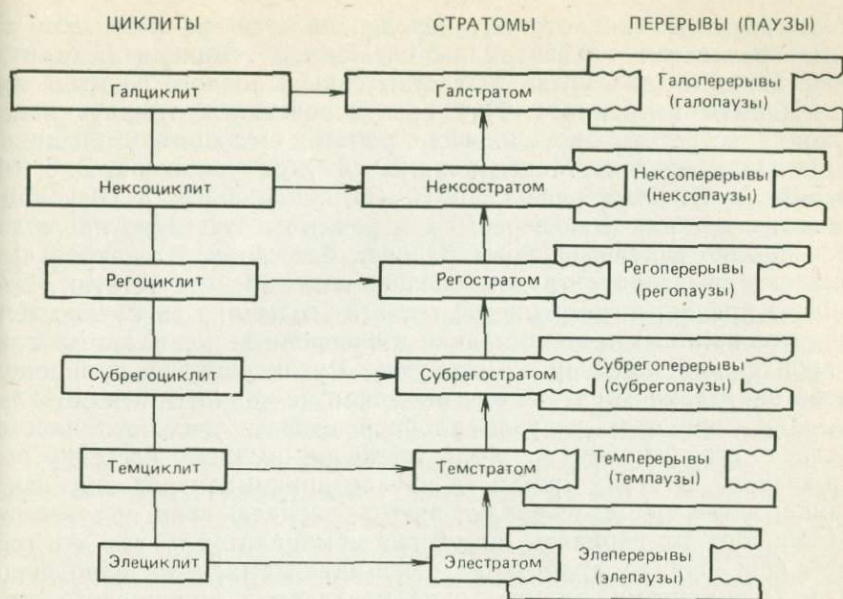 ЦИКЛИТЫ СТРАТОМЫ ПЕРЕРЫВЫ (ПАУЗЫ)
Галциклит Галстратом Галоперерывы
(галопаузы)
Нексоциклит Нексостратом Нексоперерывы
(нексопаузы)
Региоциклит Регостратом Регоперерывы
(регопаузы)
Субрегоциклит Субрегостратом Субрегоперерывы
(субрегопаузы)
Темциклит Темстратом Темперерывы
(темпаузы)
Элециклит Элестратом Элеперерывы
(элепаузы)